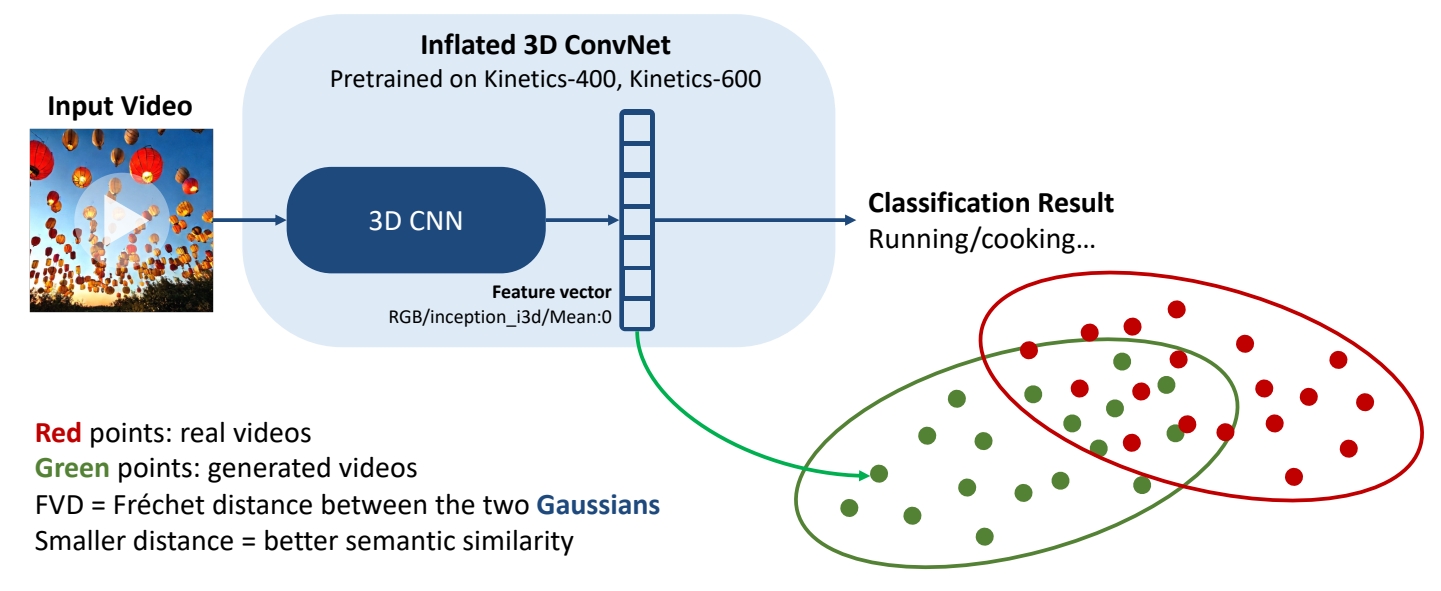 Inflated 3D ConvNet
Pretrained on Kinetics-400, Kinetics-600
Input Video
3D CNN
Classification Result
Running/cooking…
Feature vector
RGB/inception_i3d/Mean:0
Red points: real videos
Green points: generated videos
FVD = Fréchet distance between the two Gaussians
Smaller distance = better semantic similarity